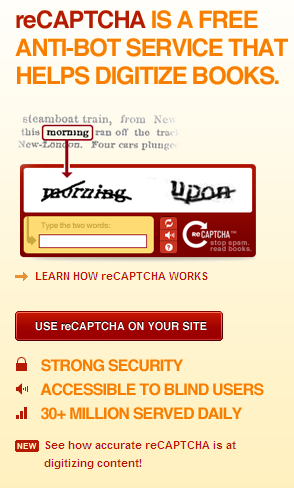 reCAPTCHA IS A FREE
ANTI-BOT SERVICE THAT
HELPS DIGITIZE BOOKS.
steamboat train, from New
this morning ran off the trac
New-London. Four cars plunge
morning upon
Type the two words:
reCAPTCHA™
stop spam.
read books.
LEARN HOW reCAPTCHA WORKS
USE reCAPTCHA ON YOUR SITE
STRONG SECURITY
ACCESSIBLE TO BLIND USERS
30+ MILLION SERVED DAILY
NEW See how accurate reCAPTCHA is at
digitizing content!